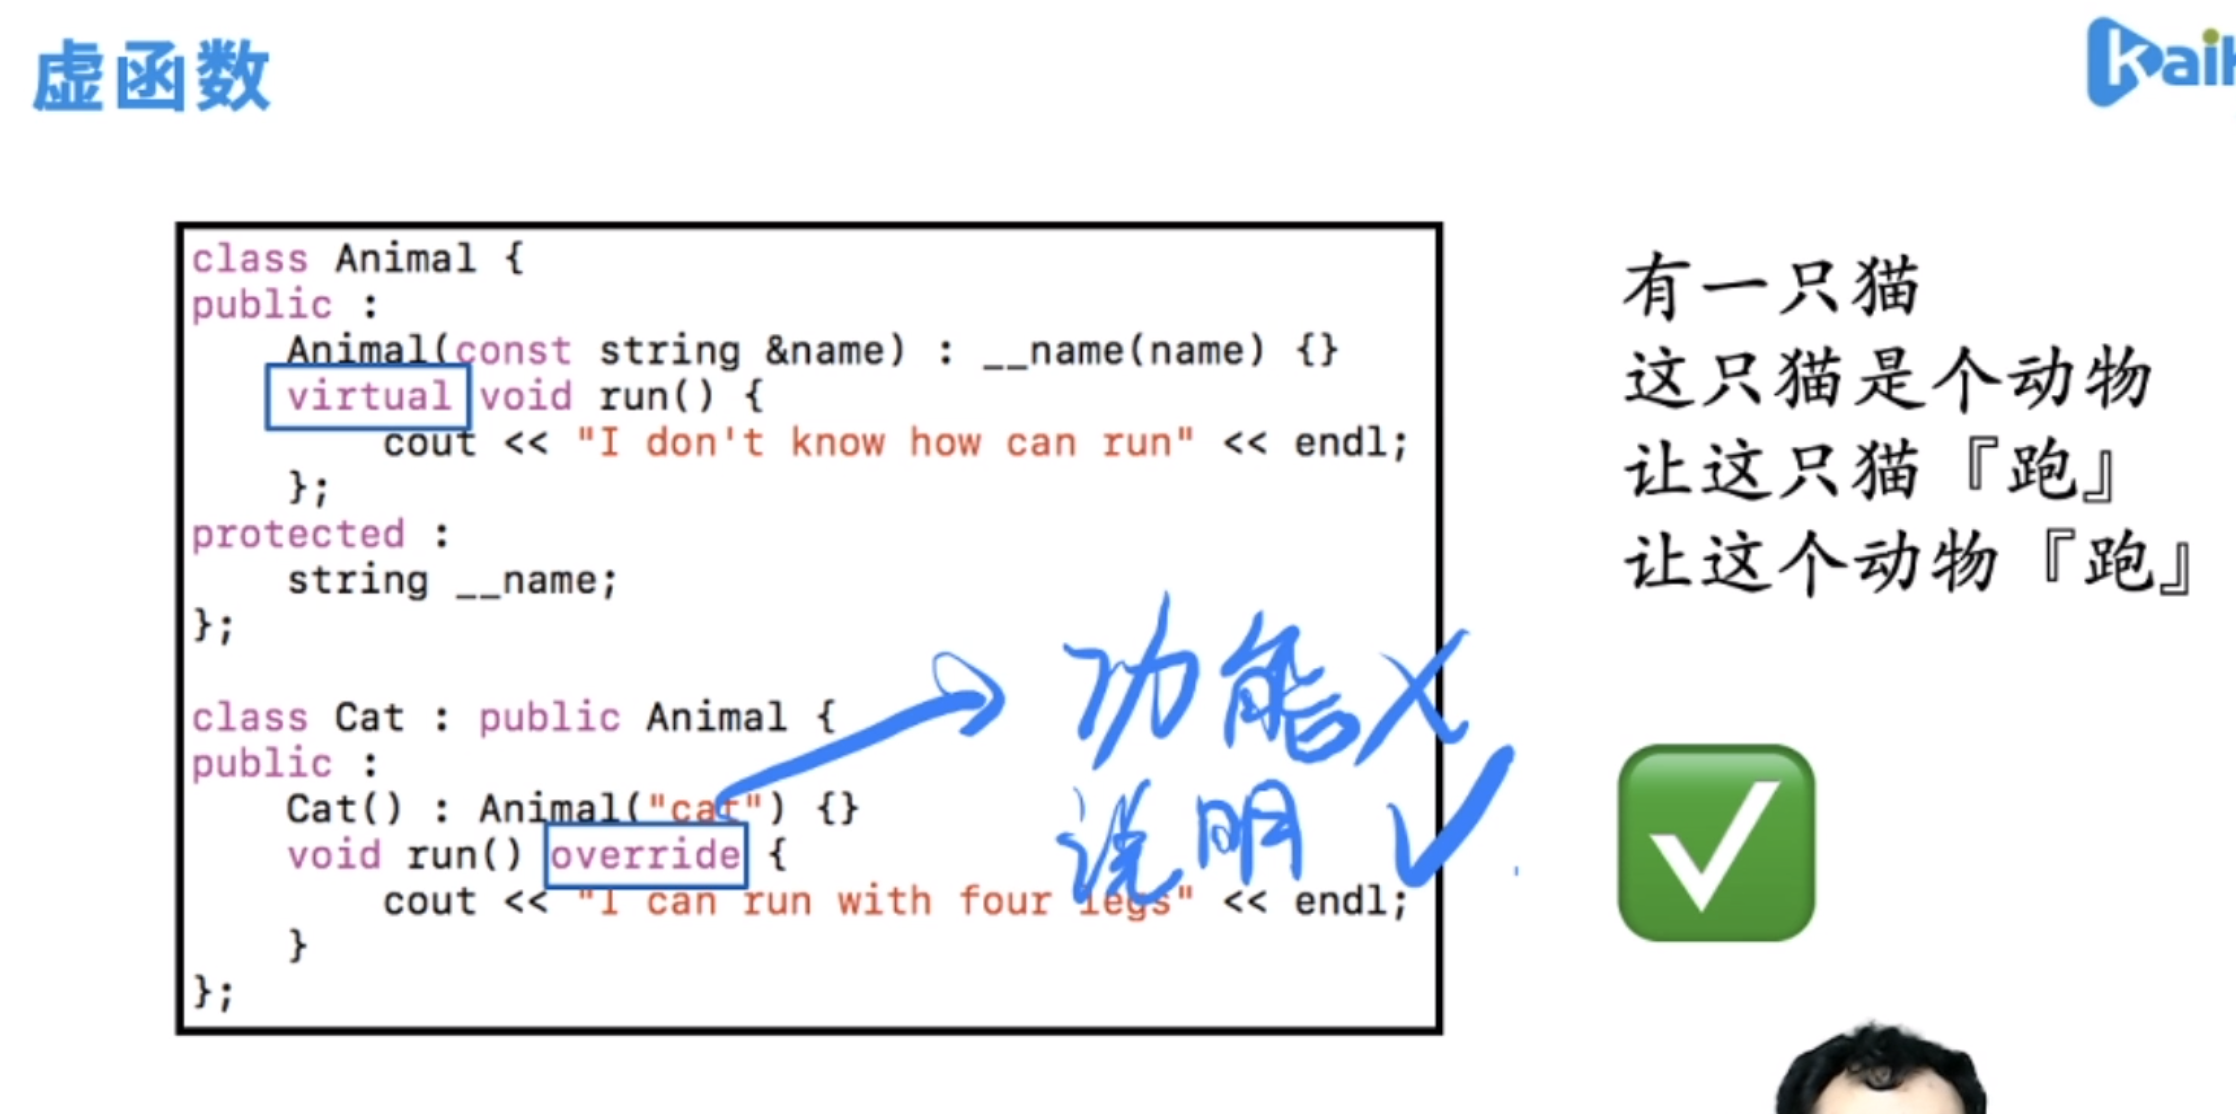 虚函数
kai
class Animal {
public :
    Animal(const string &name) : __name(name) {}
    virtual void run() {
        cout << "I don't know how can run" << endl;
    };
protected :
    string __name;
};
class Cat : public Animal {
public :
    Cat() : Animal("cat") {}
    void run() override {
        cout << "I can run with four legs" << endl;
    }
};
功能
说明
有一只猫
这只猫是个动物
让这只猫『跑』
让这个动物『跑』